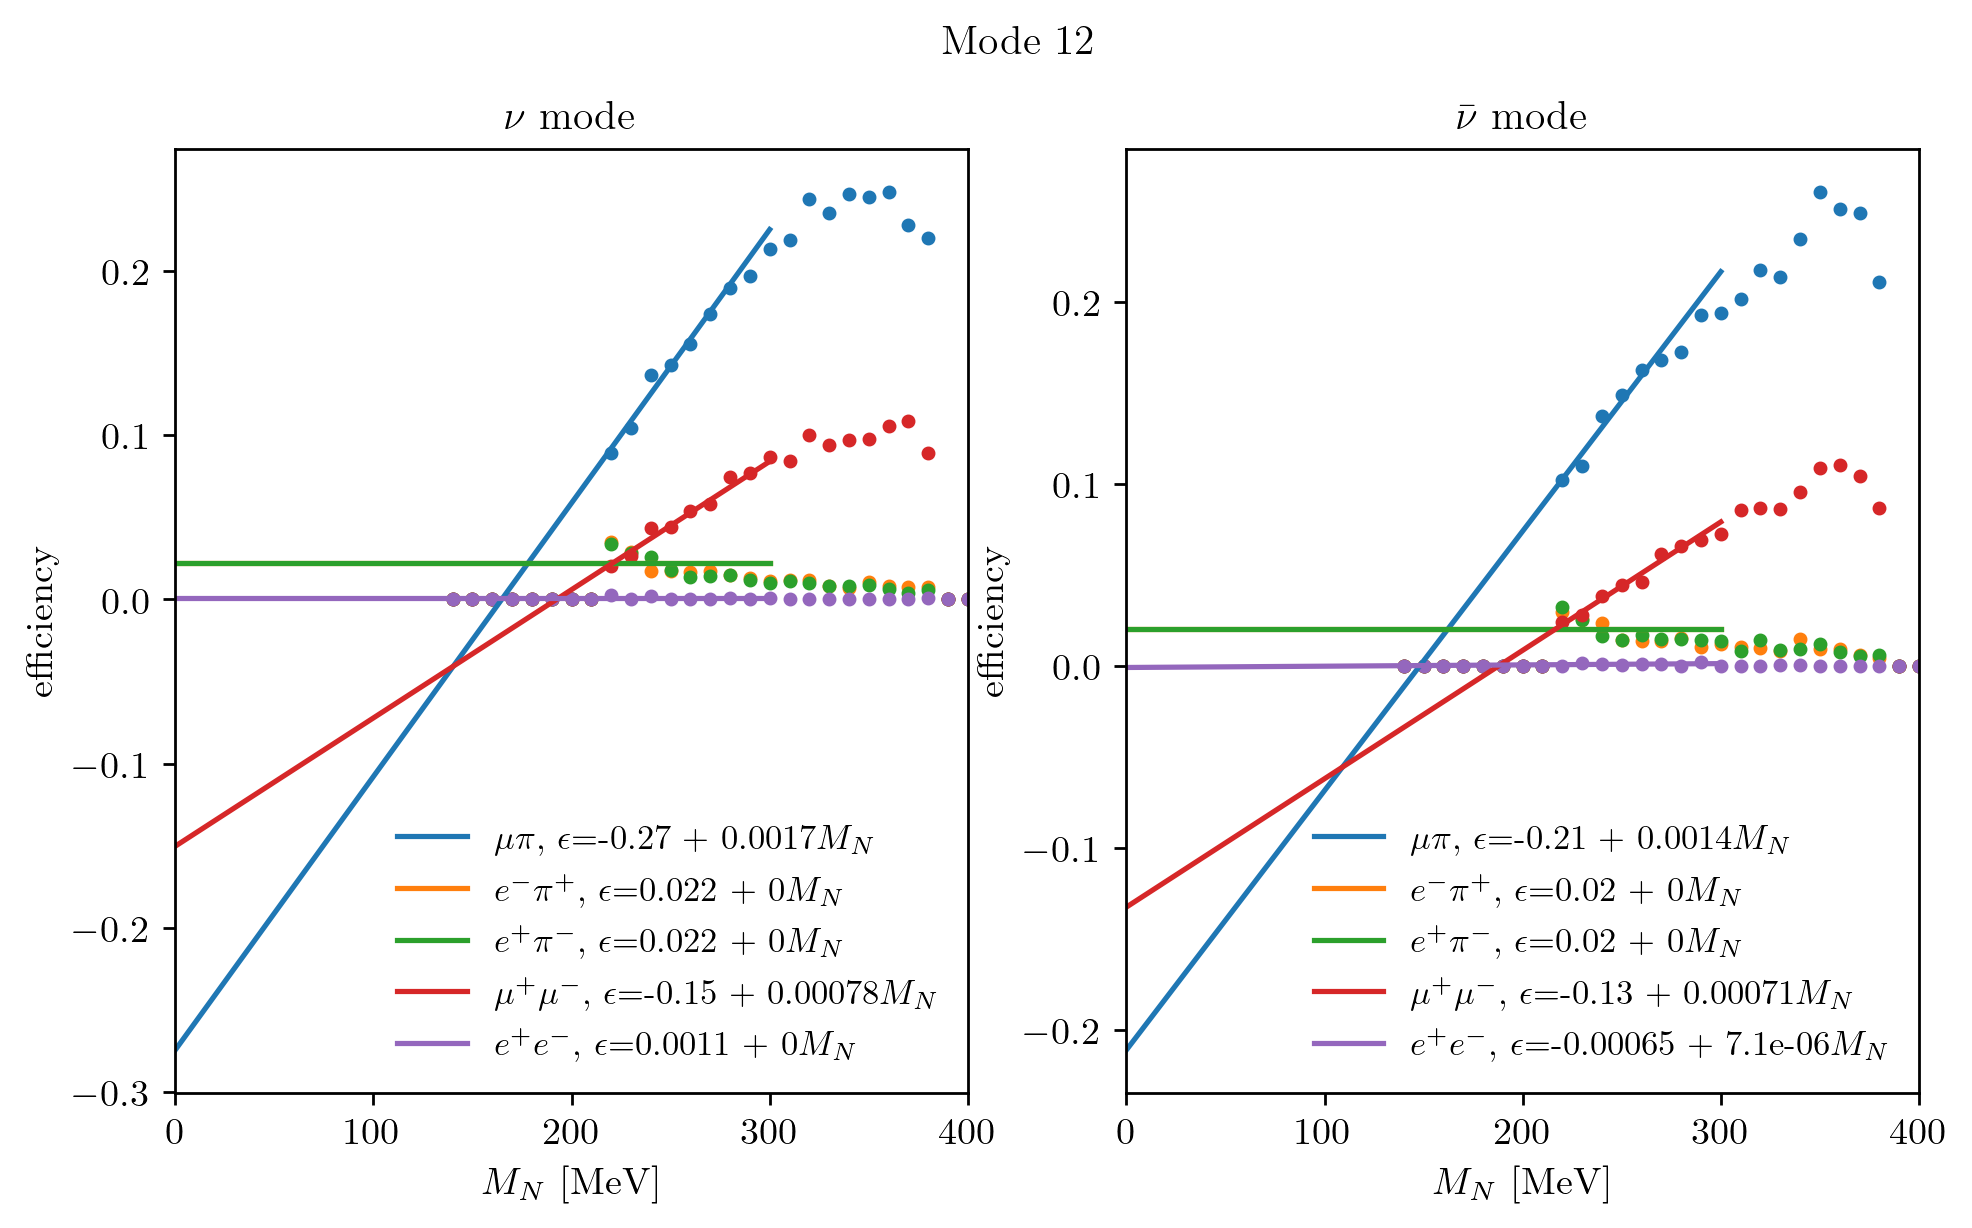 Mode 12
ν mode
ν̄ mode
efficiency
0.2
0.1
0.0
−0.1
−0.2
−0.3
0
100
200
300
400
M_N [MeV]
μπ, ϵ=-0.27 + 0.0017M_N
e⁻π⁺, ϵ=0.022 + 0M_N
e⁺π⁻, ϵ=0.022 + 0M_N
μ⁺μ⁻, ϵ=-0.15 + 0.00078M_N
e⁺e⁻, ϵ=0.0011 + 0M_N
efficiency
0.2
0.1
0.0
−0.1
−0.2
0
100
200
300
400
M_N [MeV]
μπ, ϵ=-0.21 + 0.0014M_N
e⁻π⁺, ϵ=0.02 + 0M_N
e⁺π⁻, ϵ=0.02 + 0M_N
μ⁺μ⁻, ϵ=-0.13 + 0.00071M_N
e⁺e⁻, ϵ=-0.00065 + 7.1e-06M_N